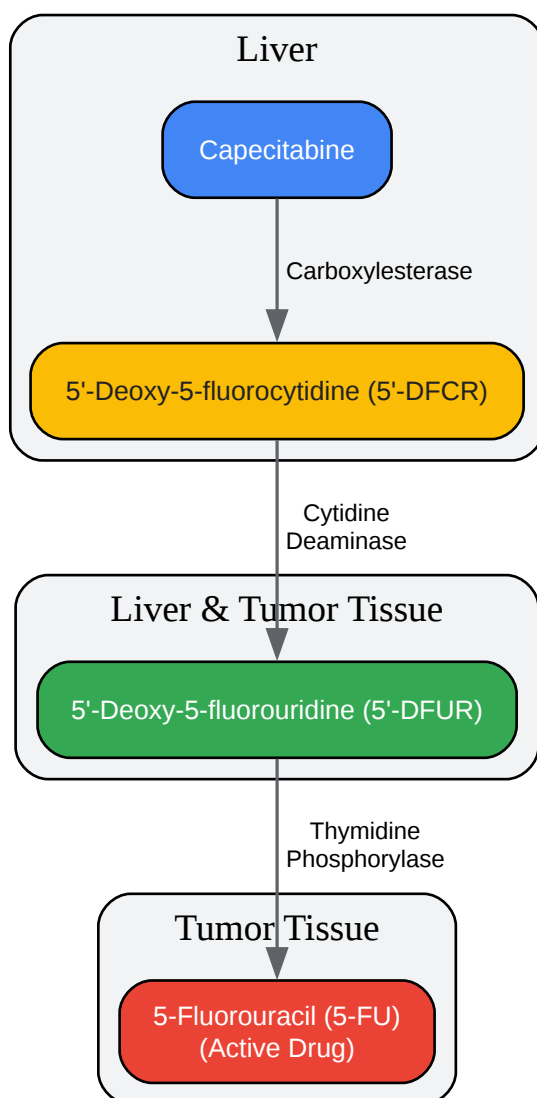 Liver
Capecitabine
Carboxylesterase
5'-Deoxy-5-fluorocytidine (5'-DFCR)
Cytidine
Deaminase
Liver & Tumor Tissue
5'-Deoxy-5-fluorouridine (5'-DFUR)
Thymidine
Phosphorylase
Tumor Tissue
5-Fluorouracil (5-FU)
(Active Drug)